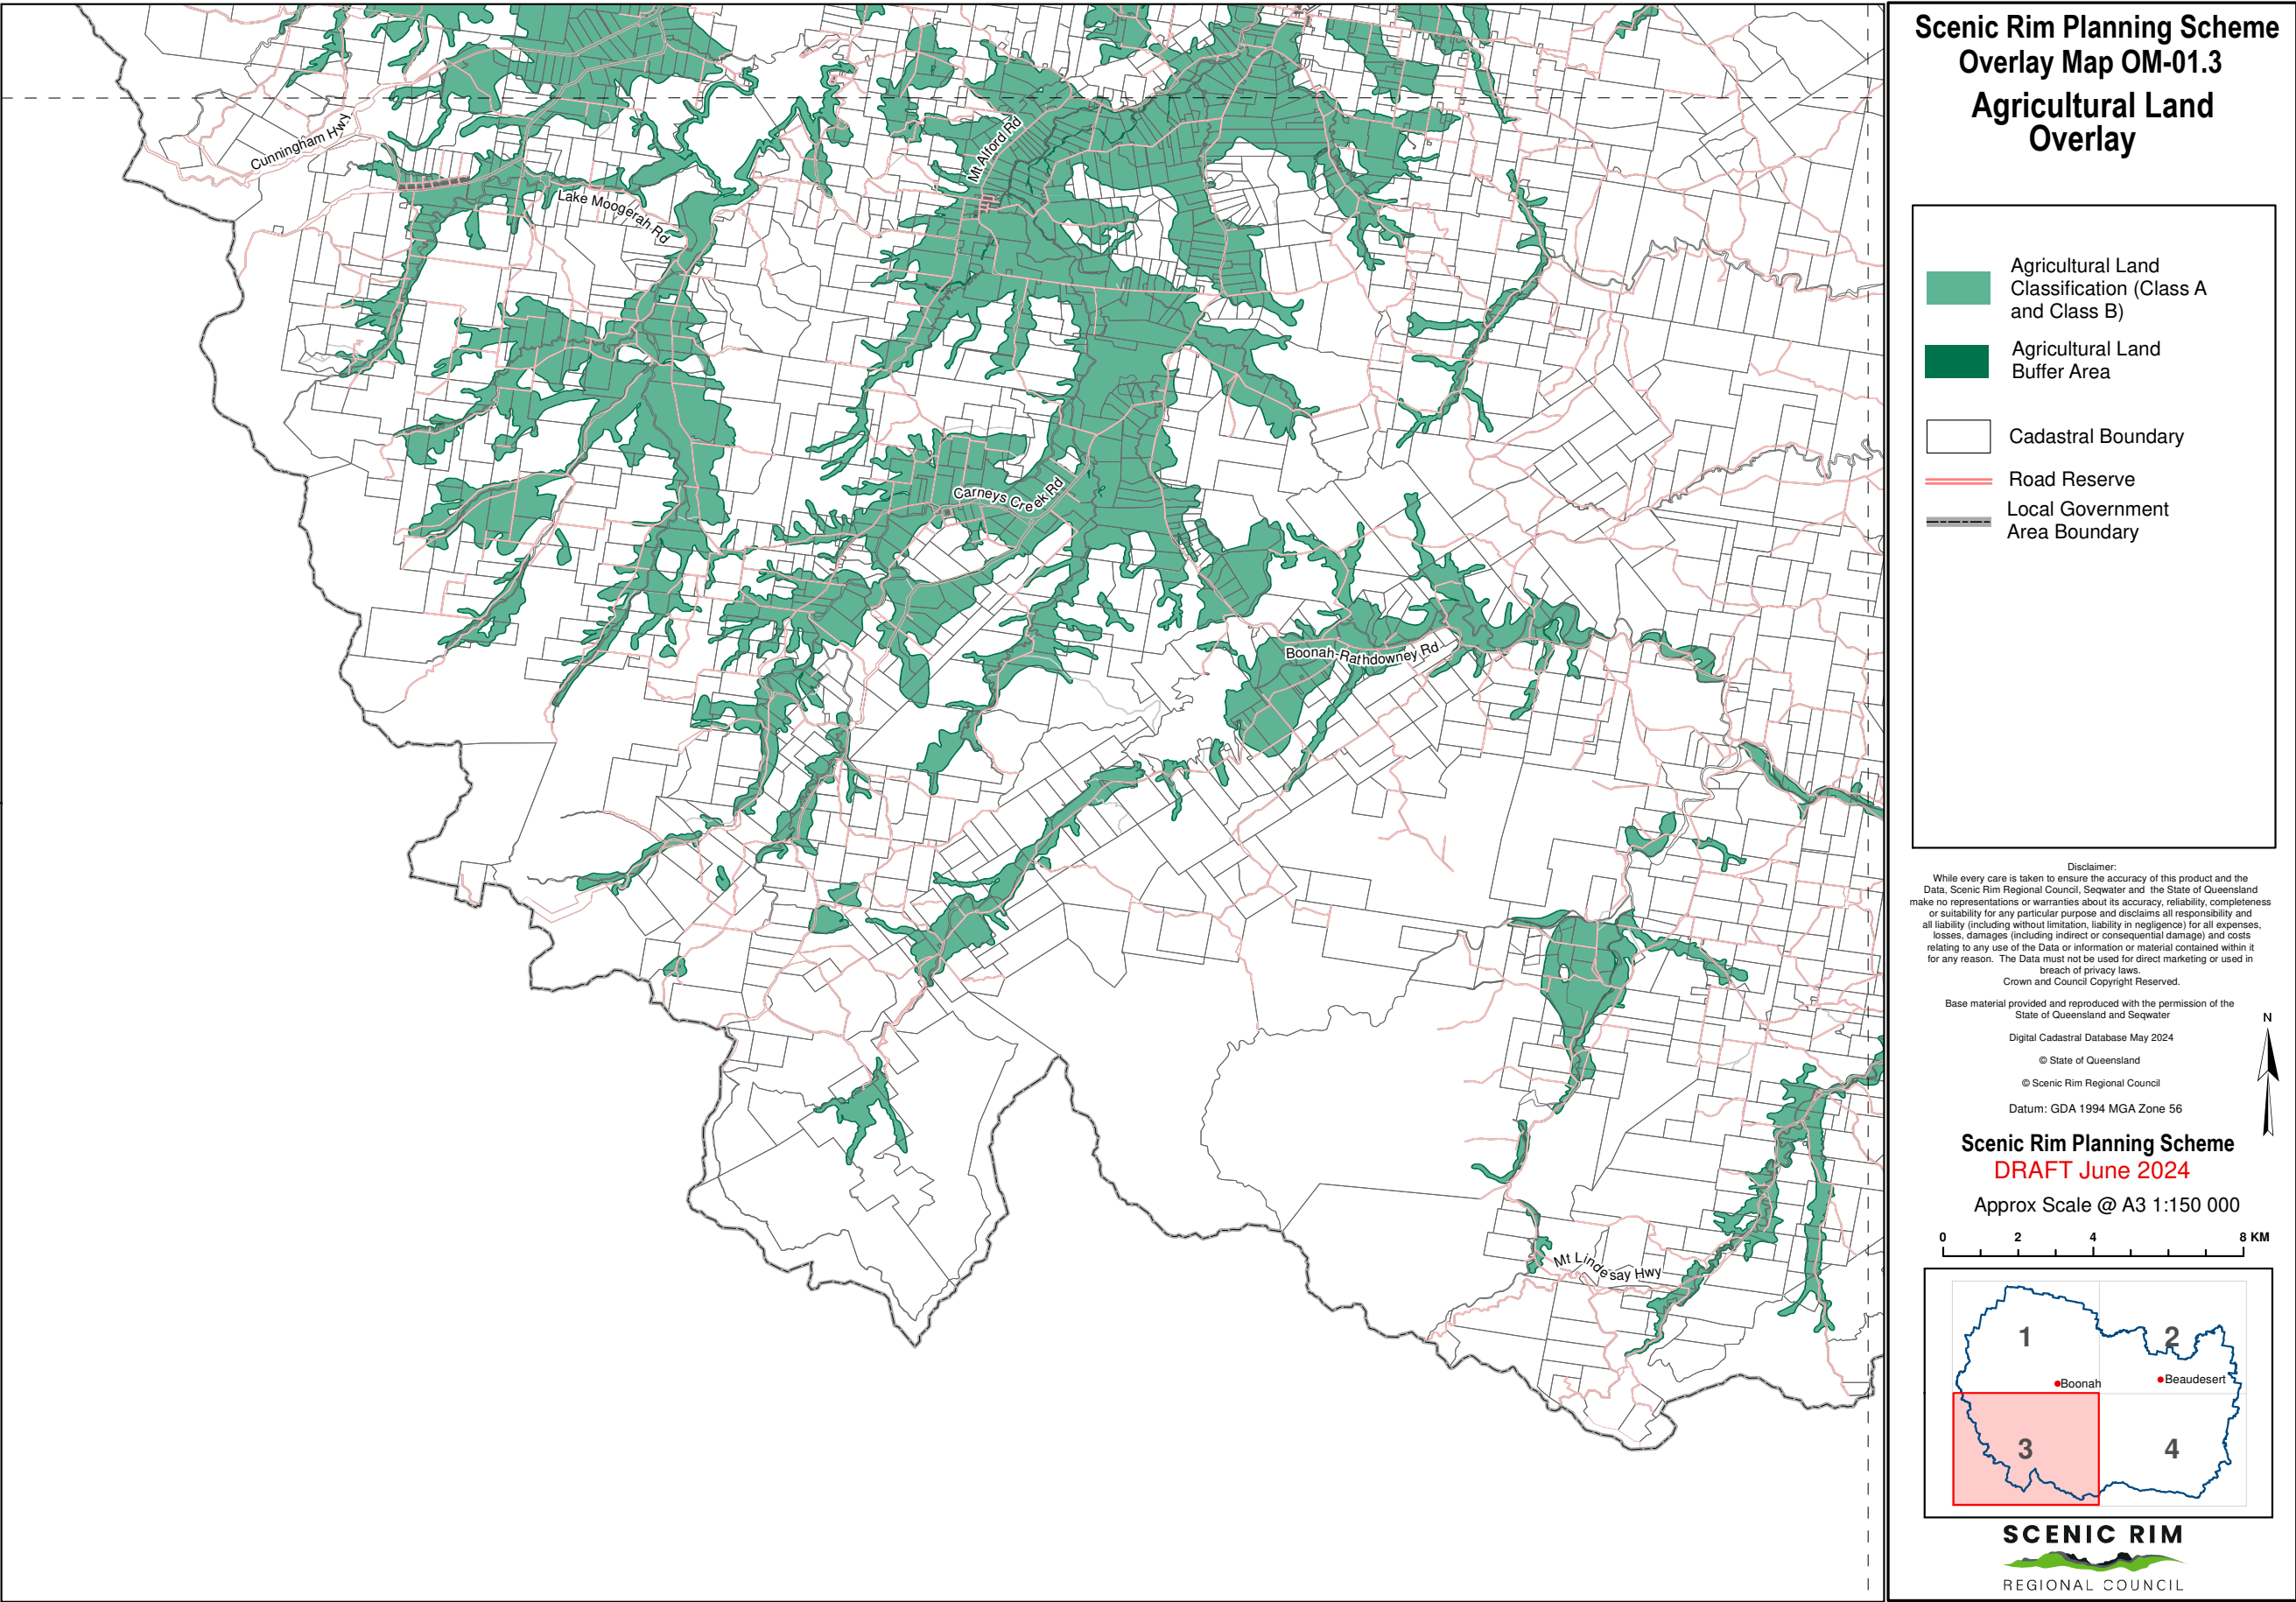 Scenic Rim Planning Scheme
Overlay Map OM-01.3
Agricultural Land
Overlay
Agricultural Land
Classification (Class A
and Class B)
Agricultural Land
Buffer Area
Cadastral Boundary
Road Reserve
Local Government
Area Boundary
Cunningham Hwy
Lake Moogerah Rd
Mt Alford Rd
Carneys Creek Rd
Boonah-Rathdowney Rd
Mt Lindesay Hwy
Disclaimer:
While every care is taken to ensure the accuracy of this product and the
Data, Scenic Rim Regional Council, Seqwater and the State of Queensland
make no representations or warranties about its accuracy, reliability, completeness
or suitability for any particular purpose and disclaims all responsibility and
all liability (including without limitation, liability in negligence) for all expenses,
losses, damages (including indirect or consequential damage) and costs
relating to any use of the Data or information or material contained within it
for any reason. The Data must not be used for direct marketing or used in
breach of privacy laws.
Crown and Council Copyright Reserved.
Base material provided and reproduced with the permission of the
State of Queensland and Seqwater
N
Digital Cadastral Database May 2024
© State of Queensland
© Scenic Rim Regional Council
Datum: GDA 1994 MGA Zone 56
Scenic Rim Planning Scheme
DRAFT June 2024
Approx Scale @ A3 1:150 000
0 2 4 8 KM
1 2
Boonah Beaudesert
3 4
SCENIC RIM
REGIONAL COUNCIL